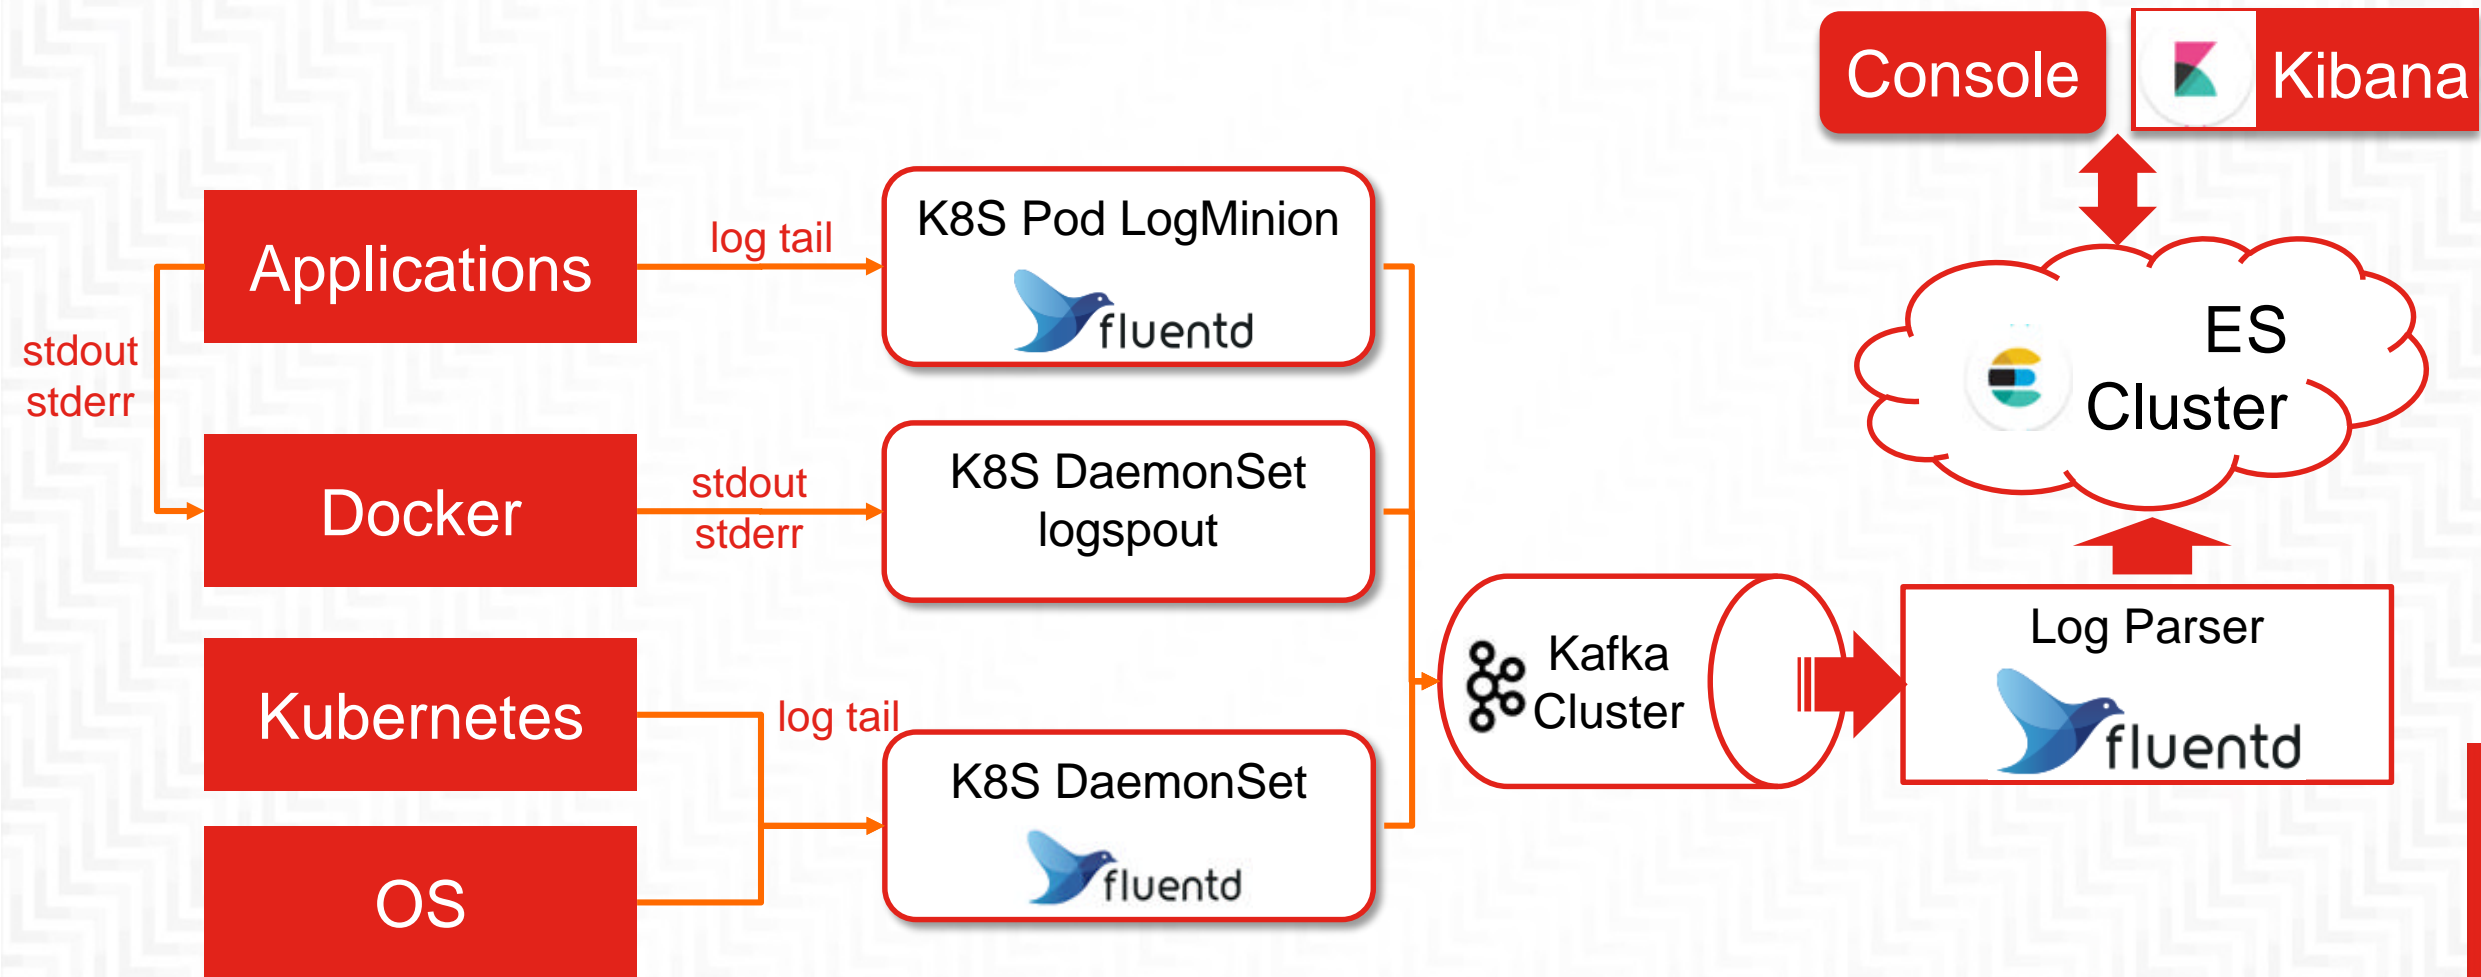 Console
Kibana
Applications
log tail
K8S Pod LogMinion
fluentd
stdout
stderr
ES
Cluster
Docker
stdout
stderr
K8S DaemonSet
logspout
Kubernetes
log tail
K8S DaemonSet
fluentd
OS
Kafka
Cluster
Log Parser
fluentd